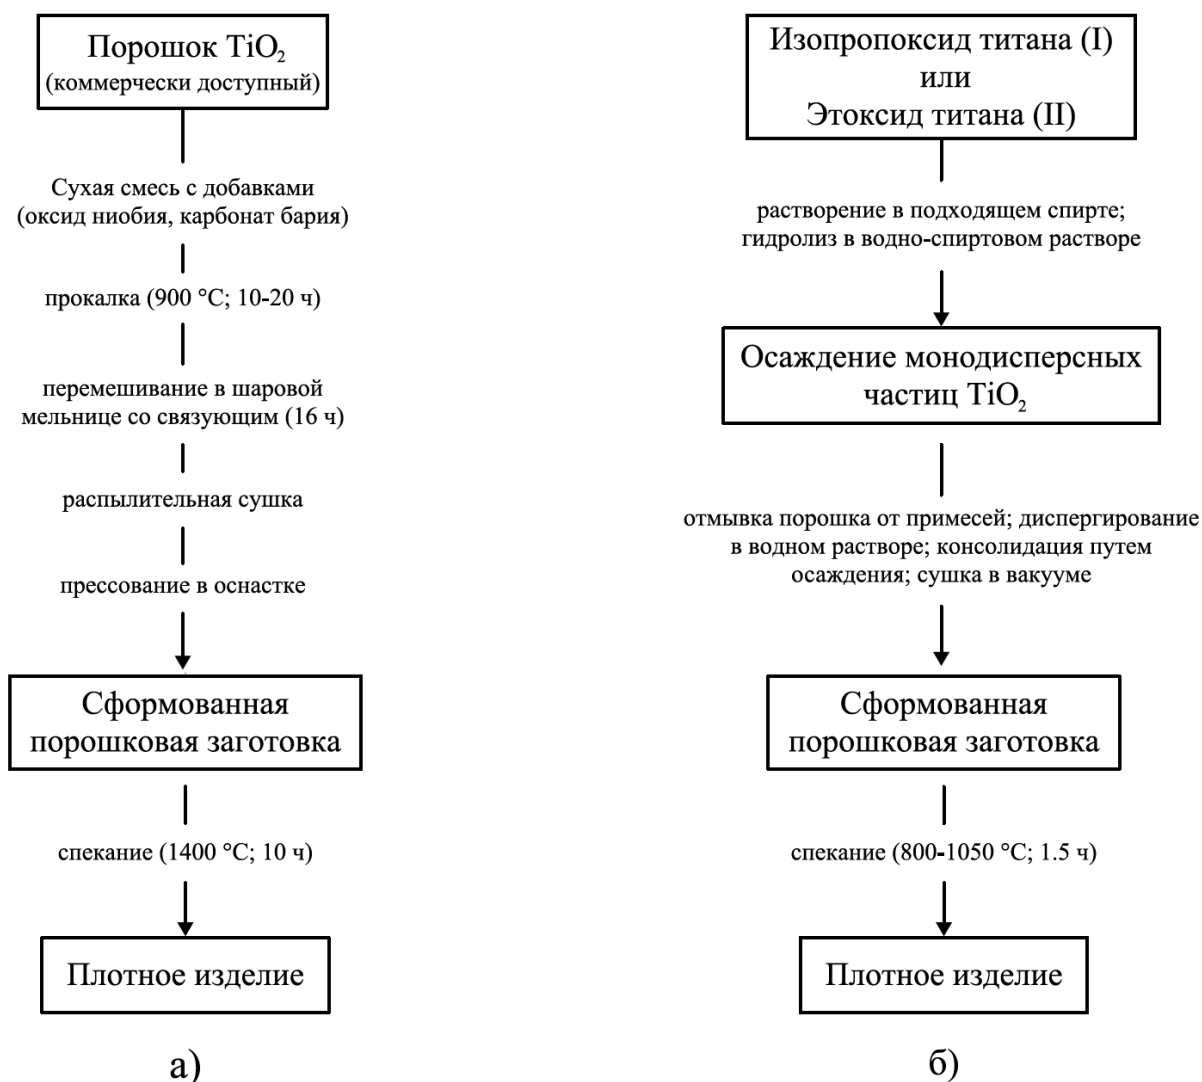 Порошок TiO₂
(коммерчески доступный)
Сухая смесь с добавками
(оксид ниобия, карбонат бария)
прокалка (900 °C; 10-20 ч)
перемешивание в шаровой
мельнице со связующим (16 ч)
распылительная сушка
прессование в оснастке
Сформованная
порошковая заготовка
спекание (1400 °C; 10 ч)
Плотное изделие
а)
Изопропоксид титана (I)
или
Этоксид титана (II)
растворение в подходящем спирте;
гидролиз в водно-спиртовом растворе
Осаждение монодисперсных
частиц TiO₂
отмывка порошка от примесей; диспергирование
в водном растворе; консолидация путем
осаждения; сушка в вакууме
Сформованная
порошковая заготовка
спекание (800-1050 °C; 1.5 ч)
Плотное изделие
б)